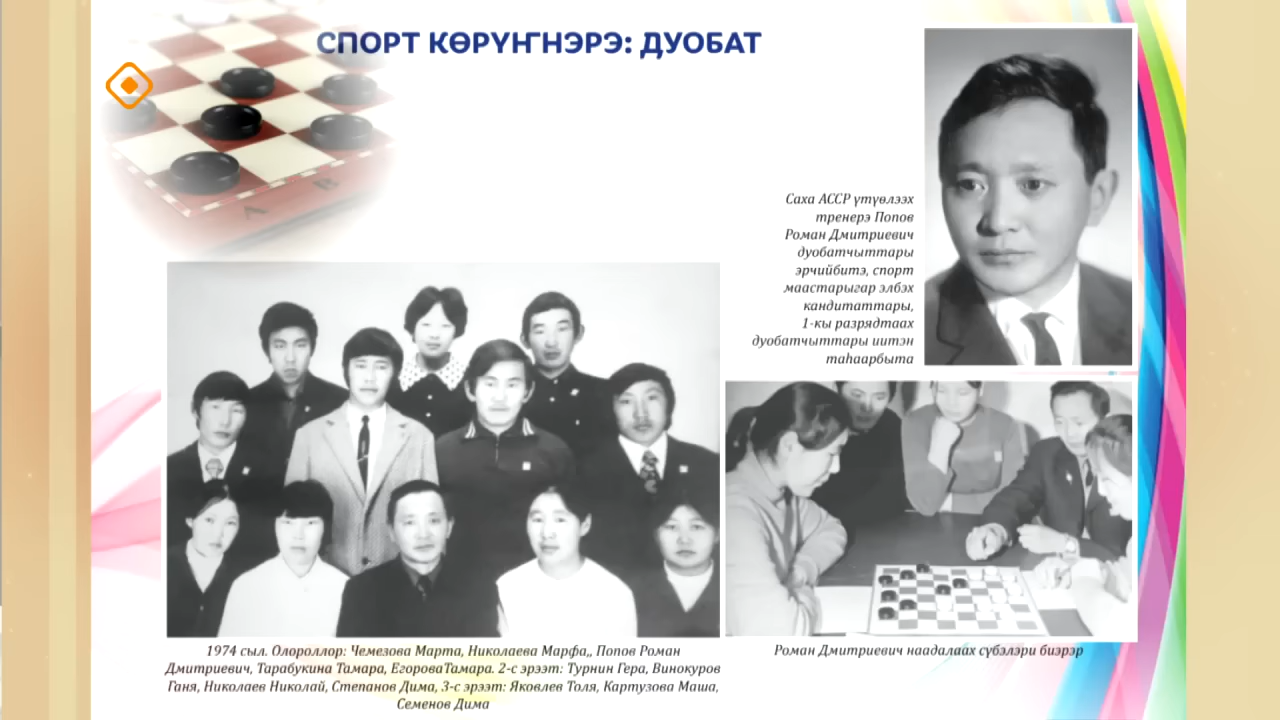 СПОРТ КӨРҮҤНЭРЭ: ДУОБАТ
Саха АССР үтүөлээх
тренерэ Попов
Роман Дмитриевич
дуобатчыттары
эрчийбитэ, спорт
маастарыгар элбэх
кандитаттары,
1-кы разрядтаах
дуобатчыттары иитэн
таһаарбыта
1974 сыл. Олороллор: Чемезова Марта, Николаева Марфа,, Попов Роман
Дмитриевич, Тарабукина Тамара, ЕгороваТамара. 2-с эрээт: Турнин Гера, Винокуров
Ганя, Николаев Николай, Степанов Дима, 3-с эрээт: Яковлев Толя, Картузова Маша,
Семенов Дима
Роман Дмитриевич наадалаах сүбэлэри биэрэр
А В